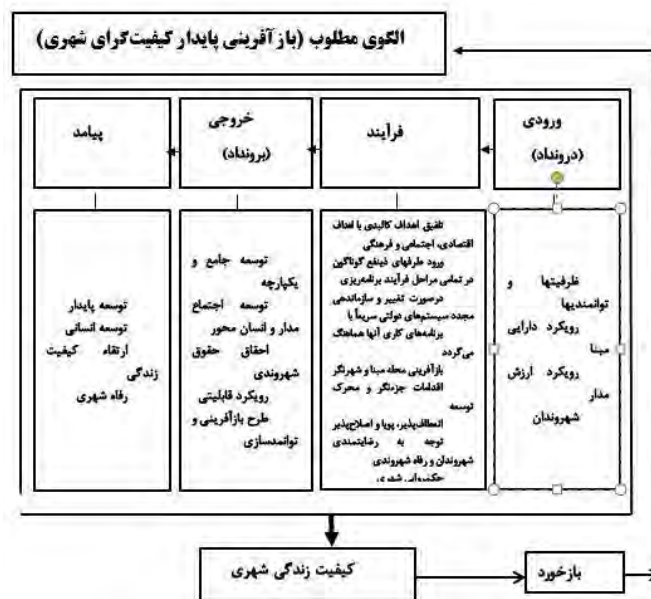 الگوی مطلوب (بازآفرینی پایدار کیفیت‌گرای شهری)
ورودی
(درونداد)
فرآیند
خروجی
(برونداد)
پیامد
ظرفیتها و
توانمندیها
رویکرد دارایی
مبنا
رویکرد ارزش
مدار
شهروندان
تلفیق اهداف کالبدی با اهداف
اقتصادی، اجتماعی و فرهنگی
ورود طرفهای ذینفع گوناگون
در تمامی مراحل فرآیند برنامه‌ریزی
درصورت تغییر و سازماندهی
مجدد سیستم‌های دولتی سریعاً با
برنامه‌های کاری آنها هماهنگ
می‌گردد
بازآفرینی محله مبنا و شهرنگر
اقدامات جزءنگر و محرک
توسعه
انعطاف‌پذیر، پویا و اصلاح‌پذیر
توجه به رضایتمندی
شهروندان و رفاه شهروندی
حکمروایی شهری
توسعه جامع و
یکپارچه
توسعه اجتماع
مدار و انسان محور
احقاق حقوق
شهروندی
رویکرد قابلیتی
طرح بازآفرینی و
توانمندسازی
توسعه پایدار
توسعه انسانی
ارتقاء کیفیت
زندگی
رفاه شهری
کیفیت زندگی شهری
بازخورد